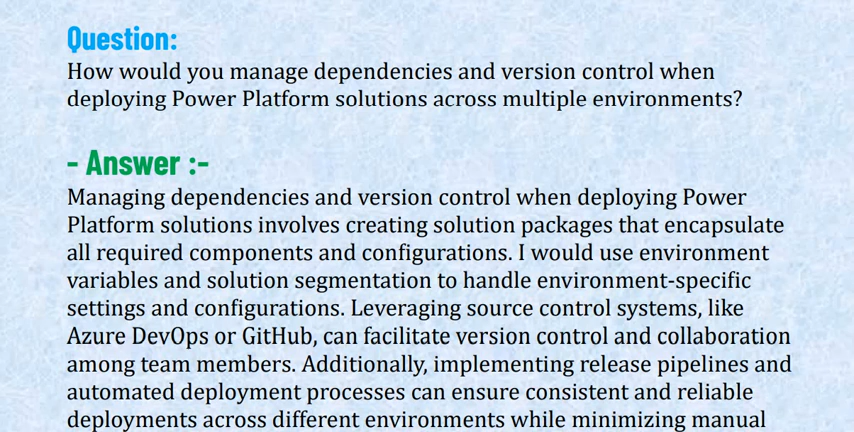 Question:
How would you manage dependencies and version control when
deploying Power Platform solutions across multiple environments?
- Answer :-
Managing dependencies and version control when deploying Power
Platform solutions involves creating solution packages that encapsulate
all required components and configurations. I would use environment
variables and solution segmentation to handle environment-specific
settings and configurations. Leveraging source control systems, like
Azure DevOps or GitHub, can facilitate version control and collaboration
among team members. Additionally, implementing release pipelines and
automated deployment processes can ensure consistent and reliable
deployments across different environments while minimizing manual